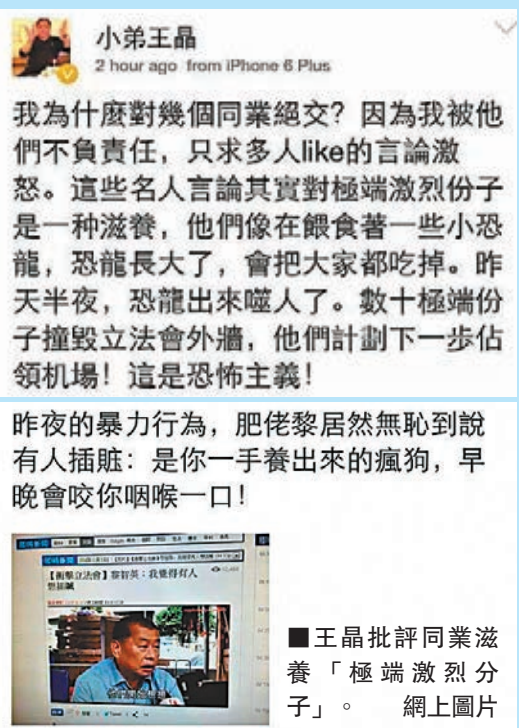 小弟王晶
2 hour ago from iPhone 6 Plus
我為什麼對幾個同業絕交？因為我被他
們不負責任，只求多人like的言論激
怒。這些名人言論其實對極端激烈份子
是一种滋養，他們像在餵食著一些小恐
龍，恐龍長大了，會把大家都吃掉。昨
天半夜，恐龍出來噬人了。數十極端份
子撞毀立法會外牆，他們計劃下一步佔
領机場！這是恐怖主義！
昨夜的暴力行為，肥佬黎居然無恥到說
有人插贓：是你一手養出來的瘋狗，早
晚會咬你咽喉一口！
【衝擊立法會】黎智英：我覺得有人
■王晶批評同業滋
養「極端激烈分
子」。 網上圖片